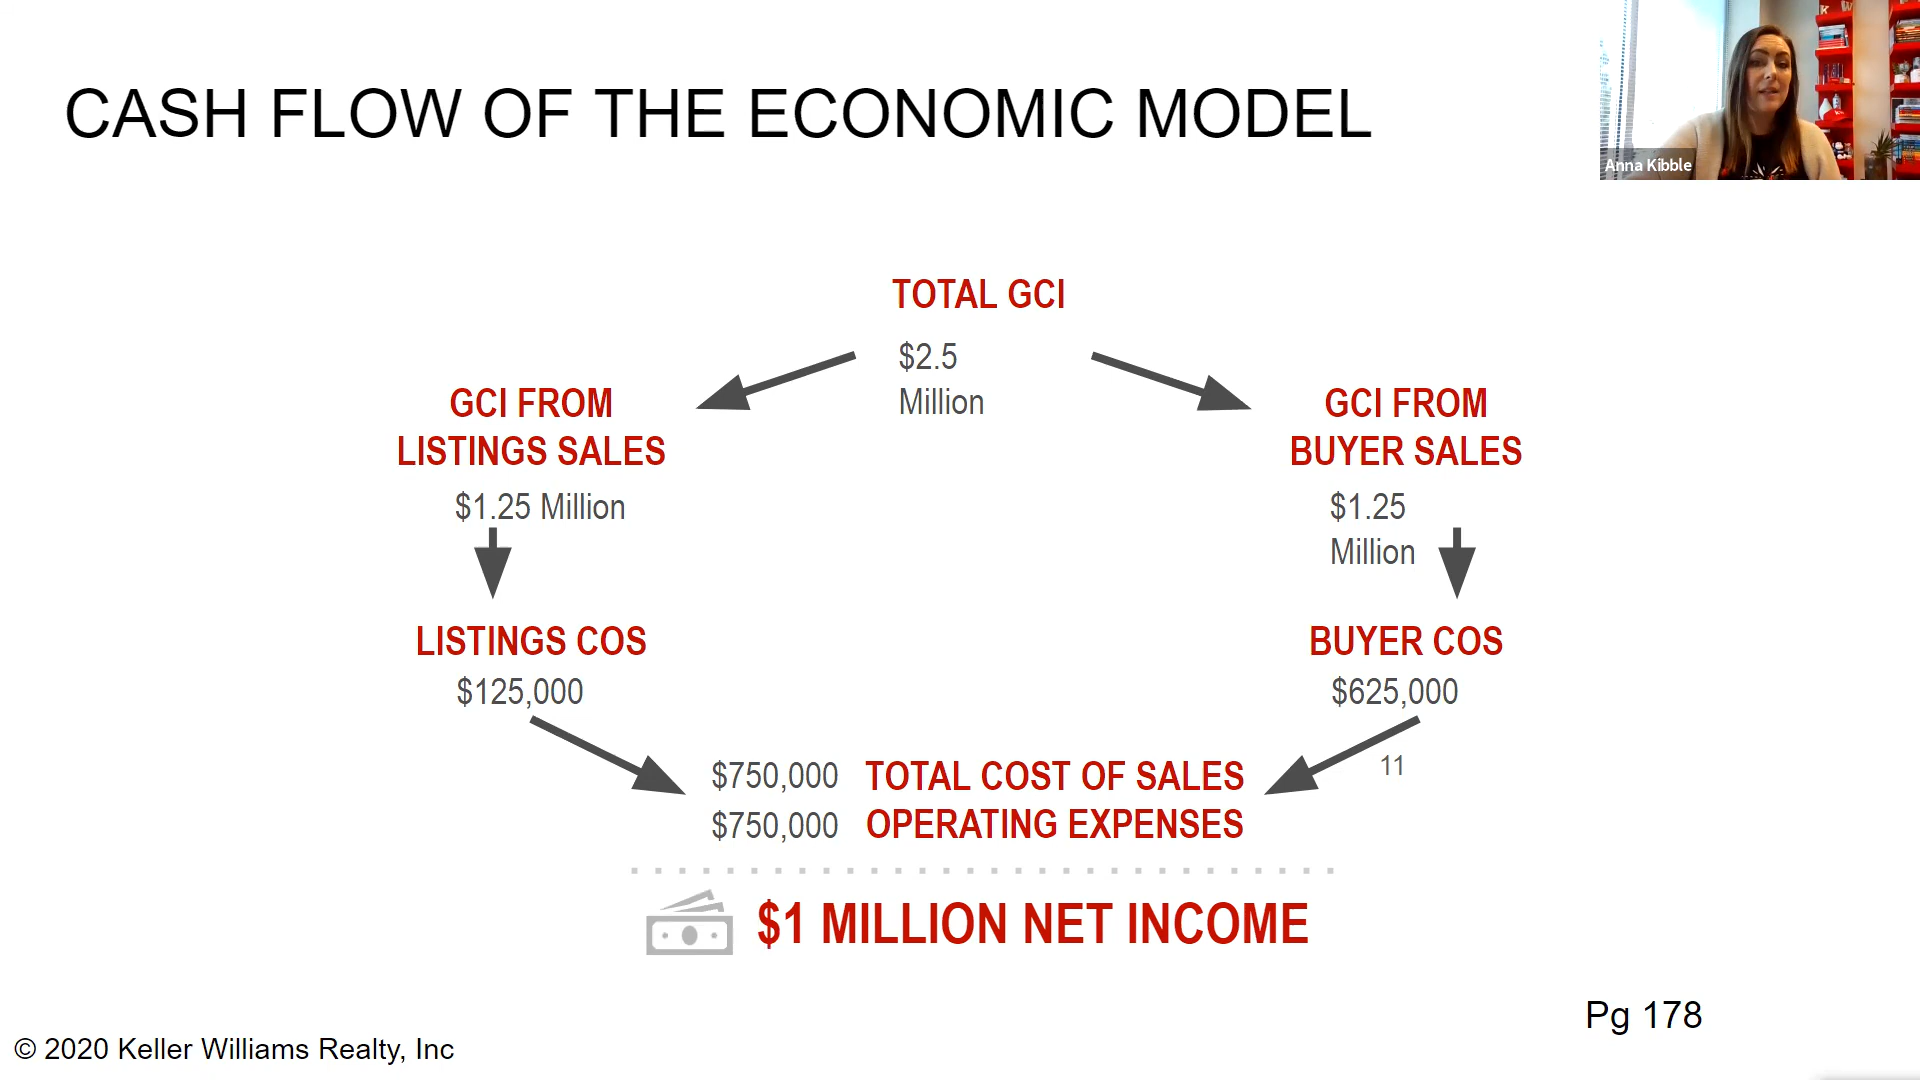 CASH FLOW OF THE ECONOMIC MODEL
Anna Kibble
TOTAL GCI
$2.5
Million
GCI FROM
LISTINGS SALES
$1.25 Million
GCI FROM
BUYER SALES
$1.25
Million
LISTINGS COS
$125,000
BUYER COS
$625,000
11
$750,000 TOTAL COST OF SALES
$750,000 OPERATING EXPENSES
$1 MILLION NET INCOME
Pg 178
© 2020 Keller Williams Realty, Inc